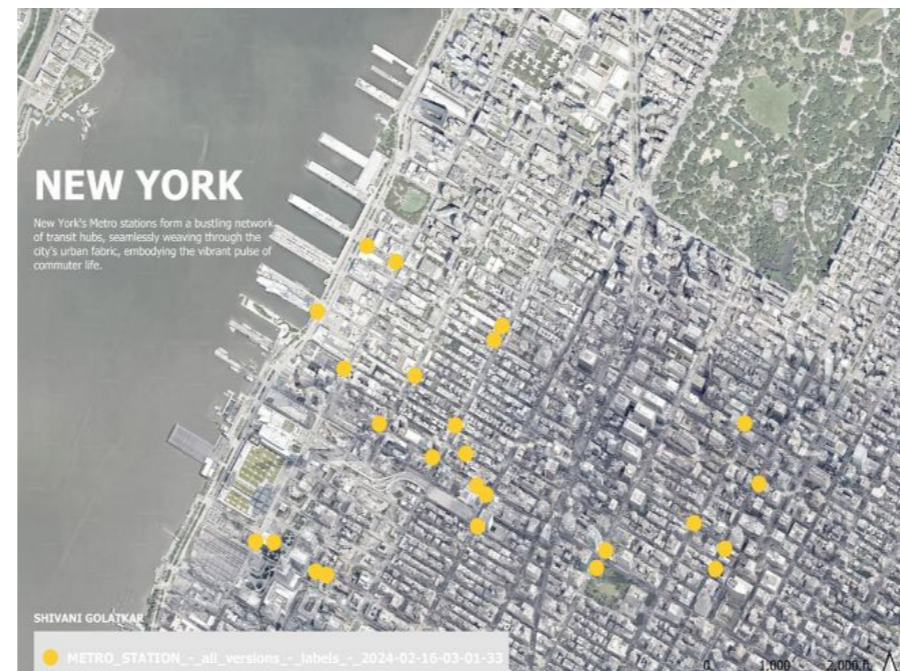 NEW YORK
New York's Metro stations form a bustling network
of transit hubs, seamlessly weaving through the
city's urban fabric, embodying the vibrant pulse of
commuter life.
SHIVANI GOLATKAR
METRO_STATION_-_all_versions_-_labels_-_2024-02-16-03-01-33
0 1,000 2,000 ft